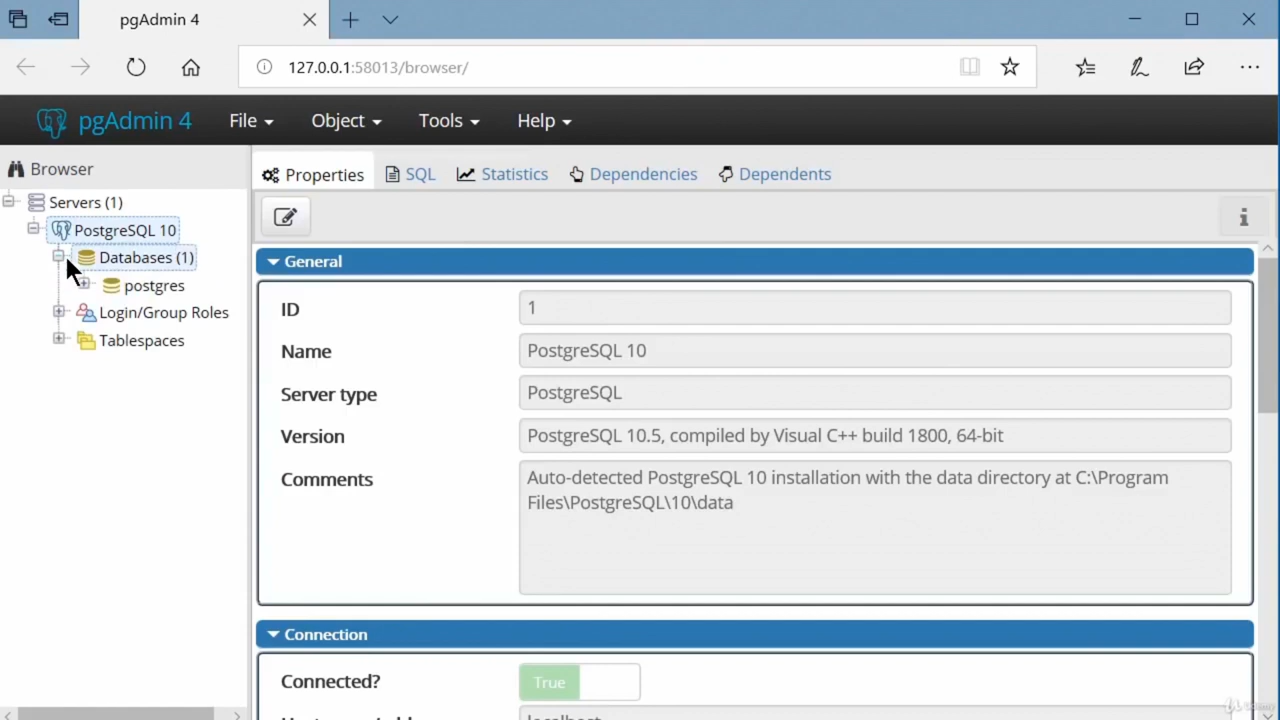 pgAdmin 4
127.0.0.1:58013/browser/
pgAdmin 4 File Object Tools Help
Browser
Servers (1)
PostgreSQL 10
Databases (1)
postgres
Login/Group Roles
Tablespaces
Properties SQL Statistics Dependencies Dependents
General
ID 1
Name PostgreSQL 10
Server type PostgreSQL
Version PostgreSQL 10.5, compiled by Visual C++ build 1800, 64-bit
Comments Auto-detected PostgreSQL 10 installation with the data directory at C:\Program
Files\PostgreSQL\10\data
Connection
Connected? True
localhost